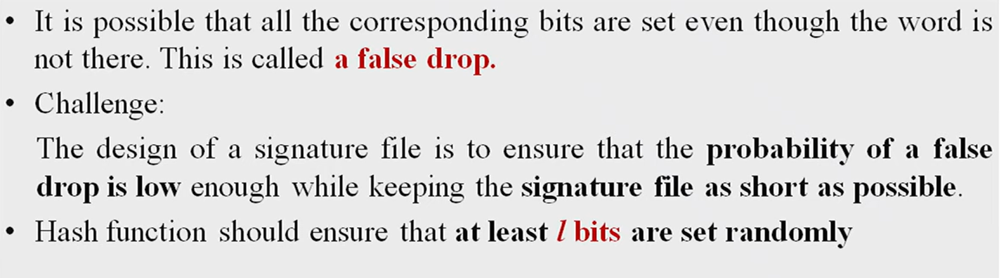 • It is possible that all the corresponding bits are set even though the word is
not there. This is called a false drop.
• Challenge:
The design of a signature file is to ensure that the probability of a false
drop is low enough while keeping the signature file as short as possible.
• Hash function should ensure that at least l bits are set randomly